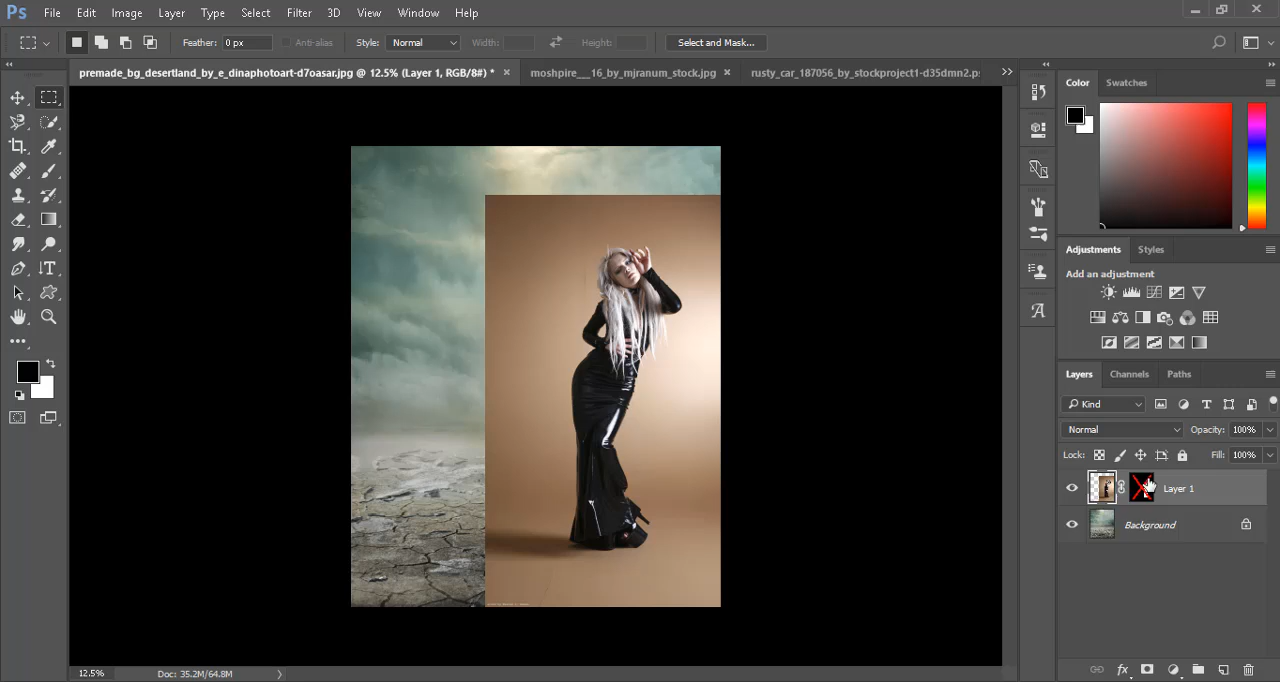 Ps File Edit Image Layer Type Select Filter 3D View Window Help
Feather: 0 px Anti-alias Style: Normal Width: Height: Select and Mask...
premade_bg_desertland_by_e_dinaphotoart-d7oasar.jpg @ 12.5% (Layer 1, RGB/8#) * × moshpire__16_by_mjranum_stock.jpg × rusty_car_187056_by_stockproject1-d35dmn2.ps
Color Swatches
Adjustments Styles
Add an adjustment
Layers Channels Paths
Kind
Normal Opacity: 100%
Lock: Fill: 100%
Layer 1
Background
12.5% Doc: 35.2M/64.8M